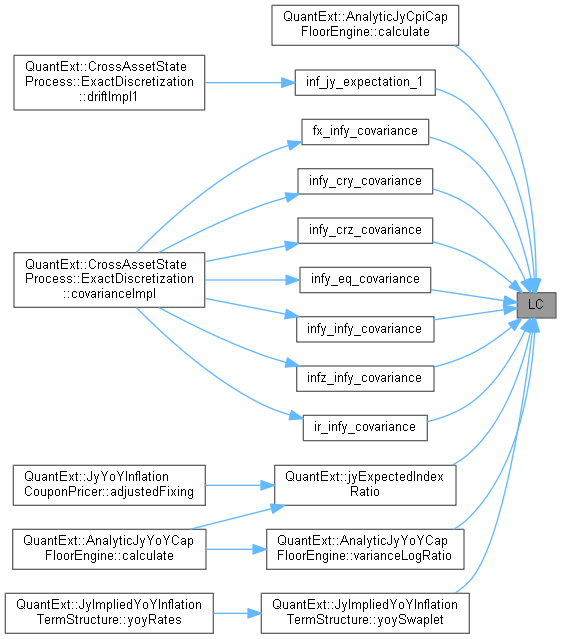 QuantExt::AnalyticJyCpiCap
FloorEngine::calculate
QuantExt::CrossAssetState
Process::ExactDiscretization
::driftImpl1
inf_jy_expectation_1
fx_infy_covariance
infy_cry_covariance
infy_crz_covariance
QuantExt::CrossAssetState
Process::ExactDiscretization
::covarianceImpl
infy_eq_covariance
LC
infy_infy_covariance
infz_infy_covariance
ir_infy_covariance
QuantExt::JyYoYInflation
CouponPricer::adjustedFixing
QuantExt::jyExpectedIndex
Ratio
QuantExt::AnalyticJyYoYCap
FloorEngine::calculate
QuantExt::AnalyticJyYoYCap
FloorEngine::varianceLogRatio
QuantExt::JyImpliedYoYInflation
TermStructure::yoyRates
QuantExt::JyImpliedYoYInflation
TermStructure::yoySwaplet